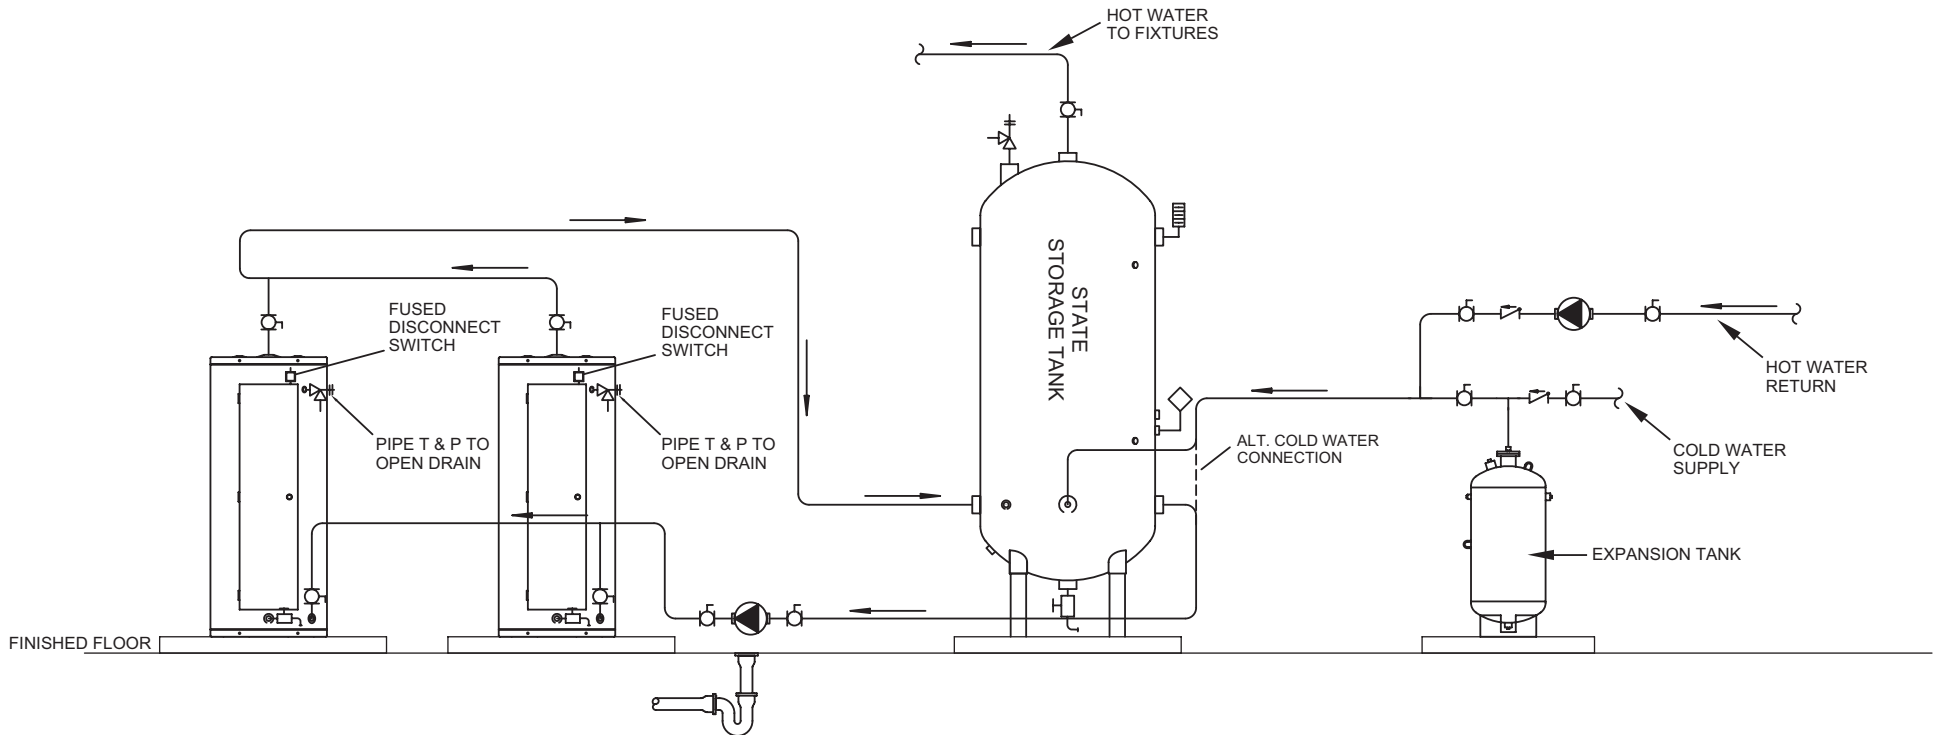 HOT WATER
TO FIXTURES
STATE
STORAGE TANK
FUSED
DISCONNECT
SWITCH
FUSED
DISCONNECT
SWITCH
HOT WATER
RETURN
PIPE T & P TO
OPEN DRAIN
PIPE T & P TO
OPEN DRAIN
ALT. COLD WATER
CONNECTION
COLD WATER
SUPPLY
EXPANSION TANK
FINISHED FLOOR